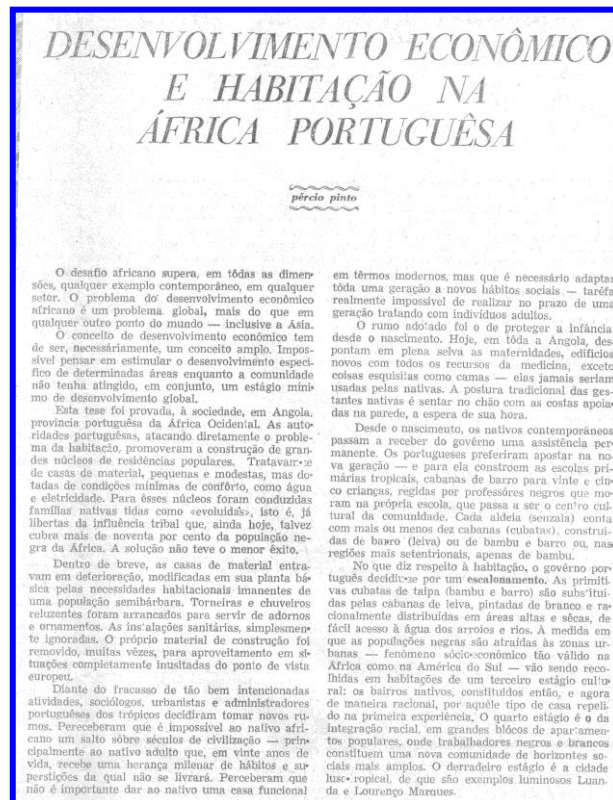 DESENVOLVIMENTO ECONÔMICO
E HABITAÇÃO NA
ÁFRICA PORTUGUÊSA
pércio pinto
O desafio africano supera, em tôdas as dimen-
sões, qualquer exemplo contemporâneo, em qualquer
setor. O problema do desenvolvimento econômico
africano é um problema global, mais do que em
qualquer outro ponto do mundo — inclusive a Ásia.
O conceito de desenvolvimento econômico tem
de ser, necessàriamente, um conceito amplo. Impos-
sível pensar em estimular o desenvolvimento especí-
fico de determinadas áreas enquanto a comunidade
não tenha atingido, em conjunto, um estágio míni-
mo de desenvolvimento global.
Esta tese foi provada, à sociedade, em Angola,
província portuguêsa da África Ocidental. As auto-
ridades portuguêsas, atacando diretamente o proble-
ma da habitação, promoveram a construção de gran-
des núcleos de residências populares. Tratavam-se
de casas de material, pequenas e modestas, mas do-
tadas de condições mínimas de confôrto, como água
e eletricidade. Para êsses núcleos foram conduzidas
famílias nativas tidas como «evoluídas», isto é, já
libertas da influência tribal que, ainda hoje, talvez
cubra mais de noventa por cento da população ne-
gra da África. A solução não teve o menor êxito.
Dentro de breve, as casas de material entra-
vam em deterioração, modificadas em sua planta bá-
sica pelas necessidades habitacionais imanentes de
uma população semibárbara. Torneiras e chuveiros
reluzentes foram arrancados para servir de adornos
e ornamentos. As instalações sanitárias, simplesmen-
te ignoradas. O próprio material de construção foi
removido, muitas vêzes, para aproveitamento em si-
tuações completamente inusitadas do ponto de vista
europeu.
Diante do fracasso de tão bem intencionadas
atividades, sociólogos, urbanistas e administradores
portuguêses dos trópicos decidiram tomar novos ru-
mos. Pereceberam que é impossível ao nativo afri-
cano um salto sôbre séculos de civilização — prin-
cipalmente ao nativo adulto que, em vinte anos de
vida, recebe uma herança milenar de hábitos e su-
perstições da qual não se livrará. Perceberam que
não é importante dar ao nativo uma casa funcional
em têrmos modernos, mas que é necessário adaptar
tôda uma geração a novos hábitos sociais — taréfa
realmente impossível de realizar no prazo de uma
geração tratando com indivíduos adultos.
O rumo adotado foi o de proteger a infância
desde o nascimento. Hoje, em tôda a Angola, des-
pontam em plena selva as maternidades, edifícios
novos com todos os recursos da medicina, exceto
coisas esquisitas como camas — elas jamais seriam
usadas pelas nativas. A postura tradicional das ges-
tantes nativas é sentar no chão com as costas apoia-
das na parede, a espera de sua hora.
Desde o nascimento, os nativos contemporâneos
passam a receber do govêrno uma assistência per-
manente. Os portugueses preferiram apostar na no-
va geração — e para ela constroem as escolas pri-
márias tropicais, cabanas de barro para vinte e cin-
co crianças, regidas por professôres negros que mo-
ram na própria escola, que passa a ser o centro cul-
tural da comunidade. Cada aldeia (senzala) conta
com mais ou menos dez cabanas (cubatas), construí-
das de barro (leiva) ou de bambu e barro ou, nas
regiões mais setentrionais, apenas de bambu.
No que diz respeito à habitação, o govêrno por-
tuguês decidiu-se por um escalonamento. As primiti-
vas cubatas de taipa (bambu e barro) são substituí-
das pelas cabanas de leiva, pintadas de branco e ra-
cionalmente distribuídas em áreas altas e sêcas, de
fácil acesso à água dos arroios e rios. À medida em
que as populações negras são atraídas às zonas ur-
banas — fenômeno sócio-econômico tão válido na
África como na América do Sul — vão sendo reco-
lhidas em habitações de um terceiro estágio cultu-
ral: os bairros nativos, constituídos então, e agora
de maneira racional, por aquêle tipo de casa repeli-
do na primeira experiência. O quarto estágio é o da
integração racial, em grandes blócos de apartamen-
tos populares, onde trabalhadores negros e brancos
constituem uma nova comunidade de horizontes so-
ciais mais amplos. O derradeiro estágio é a cidade
luso-tropical, de que são exemplos luminosos Luan-
da e Lourenço Marques.